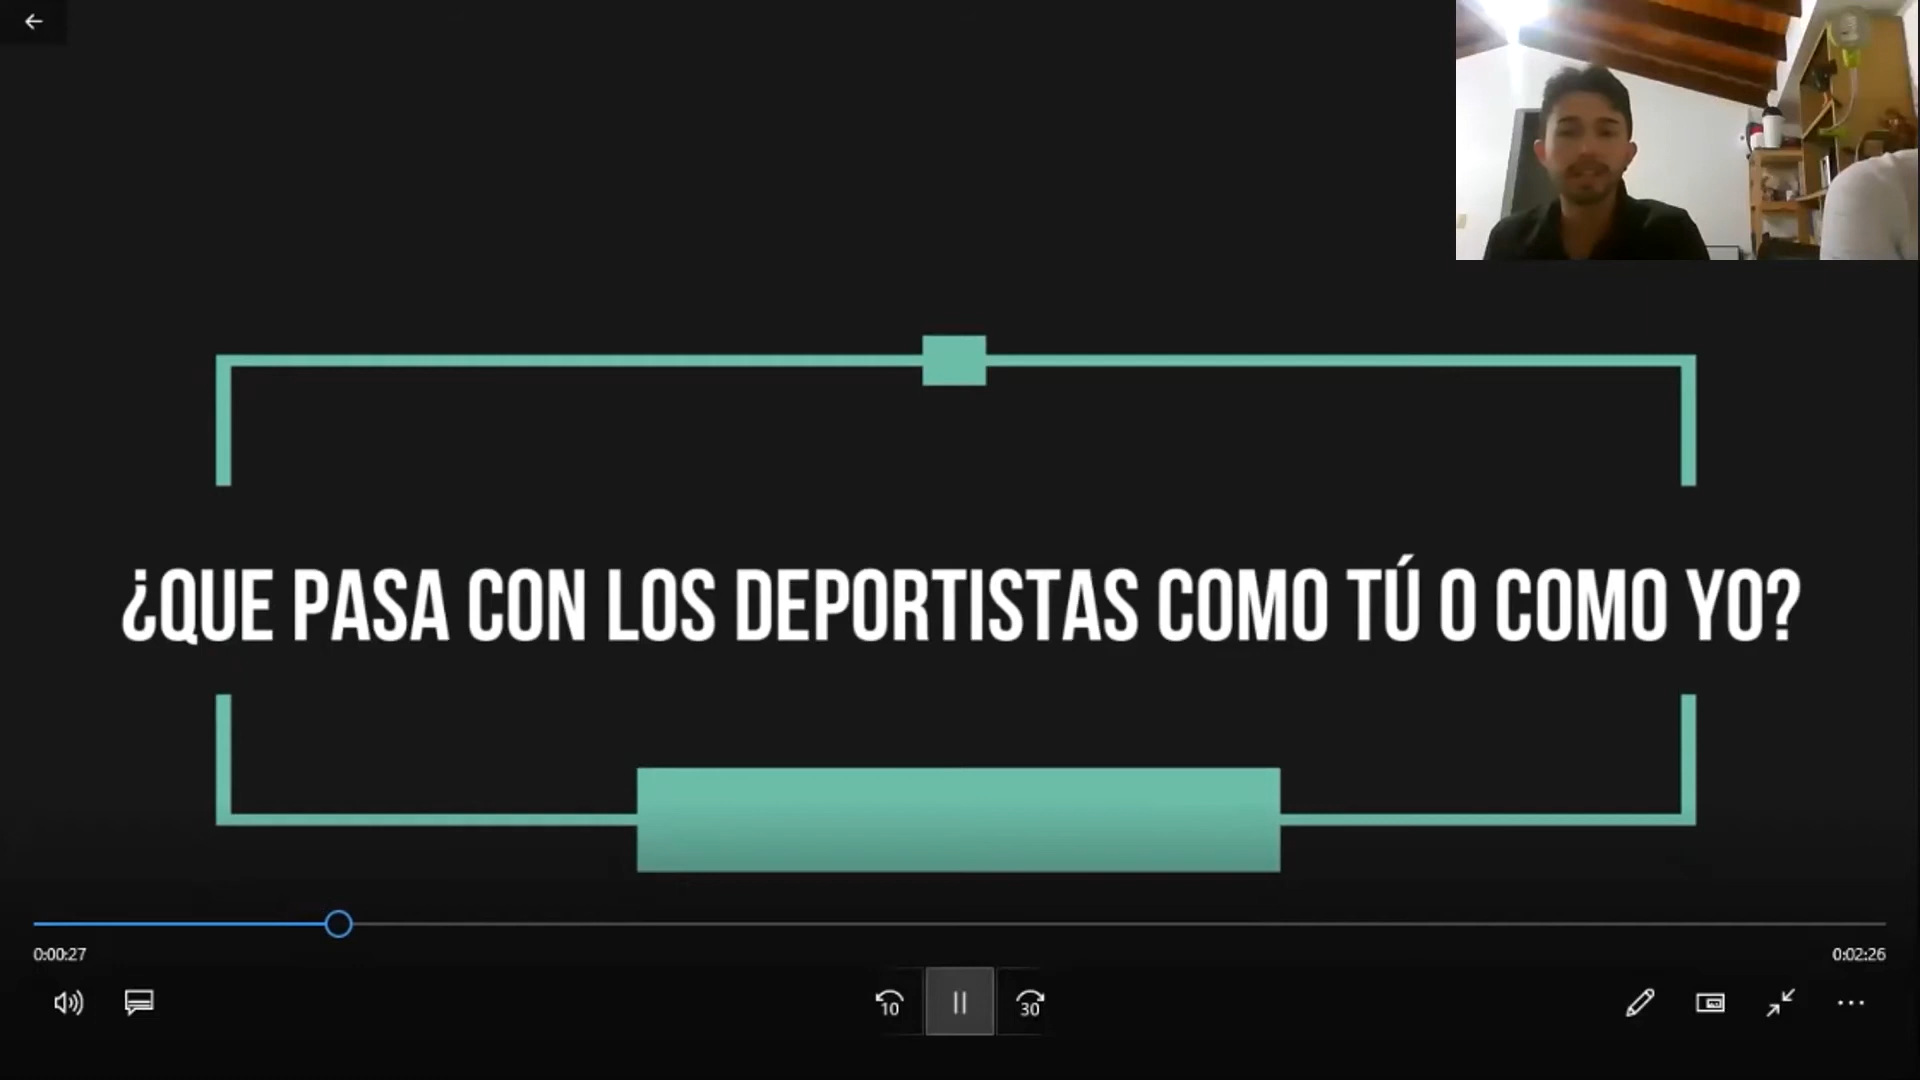 ¿QUE PASA CON LOS DEPORTISTAS COMO TÚ O COMO YO?
0:00:27
0:02:26
10
30